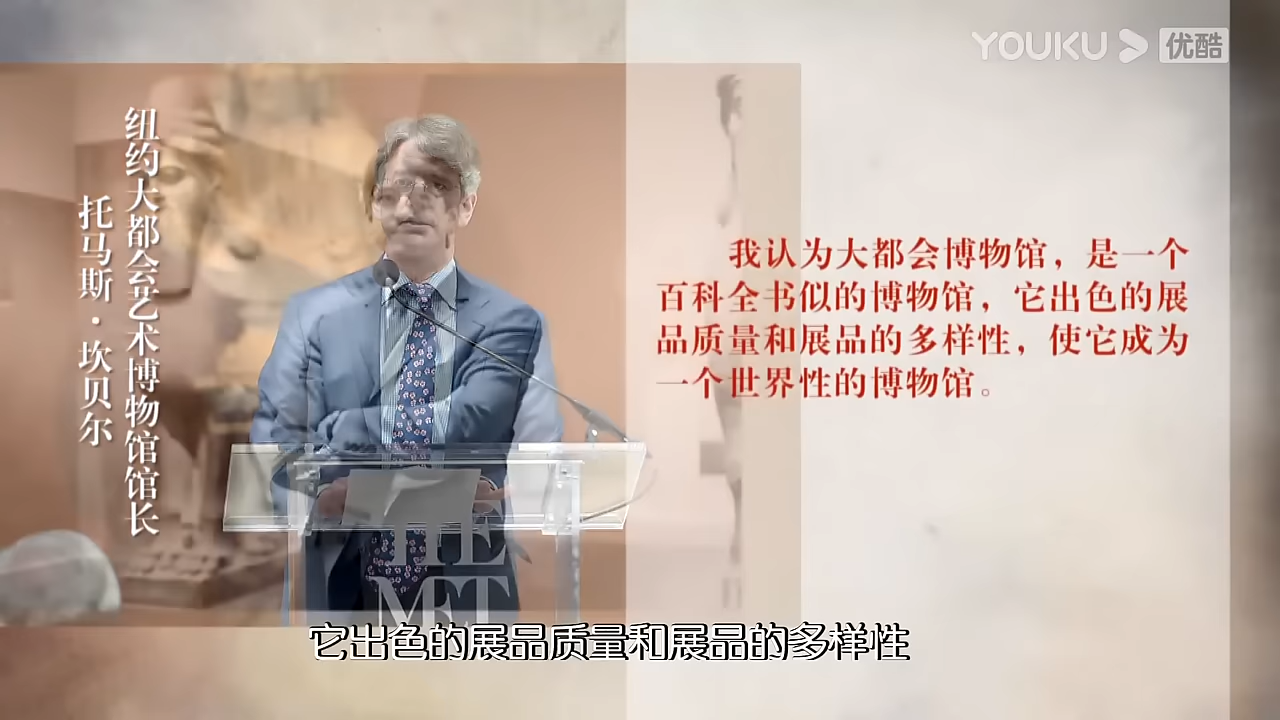 YOUKU 优酷
纽约大都会艺术博物馆馆长
托马斯·坎贝尔
我认为大都会博物馆，是一个
百科全书似的博物馆，它出色的展
品质量和展品的多样性，使它成为
一个世界性的博物馆。
THE
MET
它出色的展品质量和展品的多样性